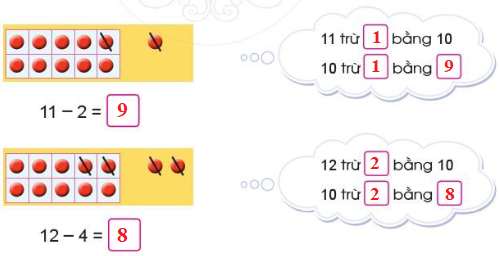 11 trừ 1 bằng 10
10 trừ 1 bằng 9
11 – 2 = 9
12 trừ 2 bằng 10
10 trừ 2 bằng 8
12 – 4 = 8